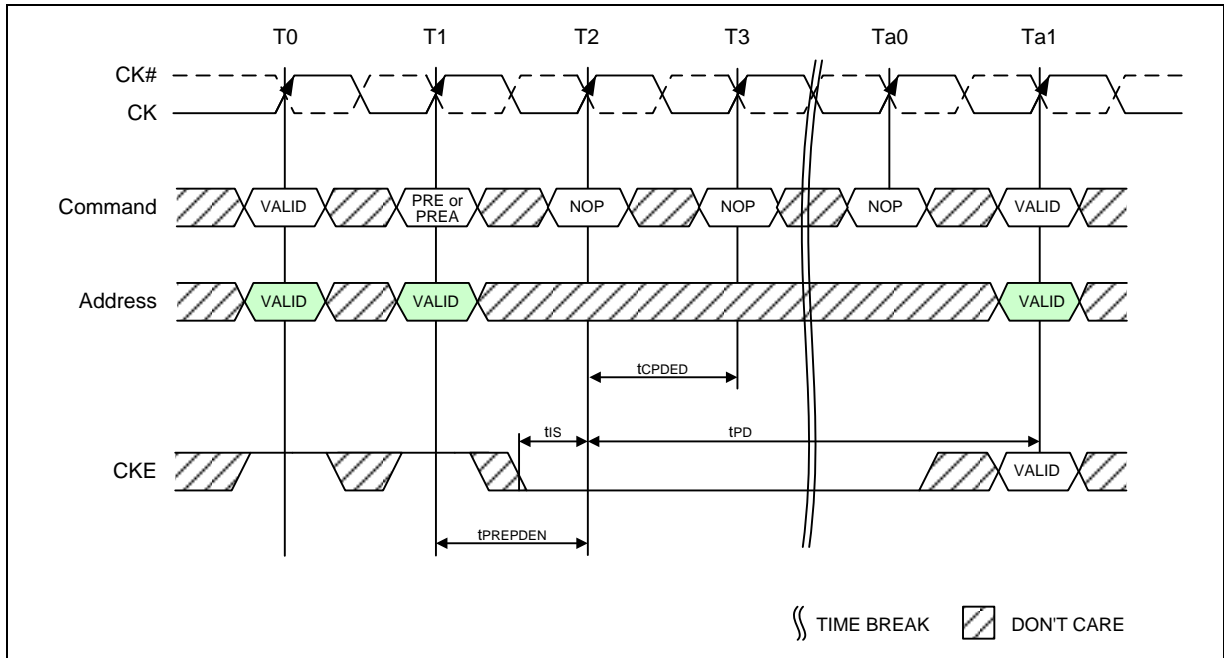 T0 T1 T2 T3 Ta0 Ta1
CK#
CK
Command VALID PRE or PREA NOP NOP NOP VALID
Address VALID VALID VALID
tCPDED
tIS tPD
CKE VALID
tPREPDEN
TIME BREAK DON'T CARE